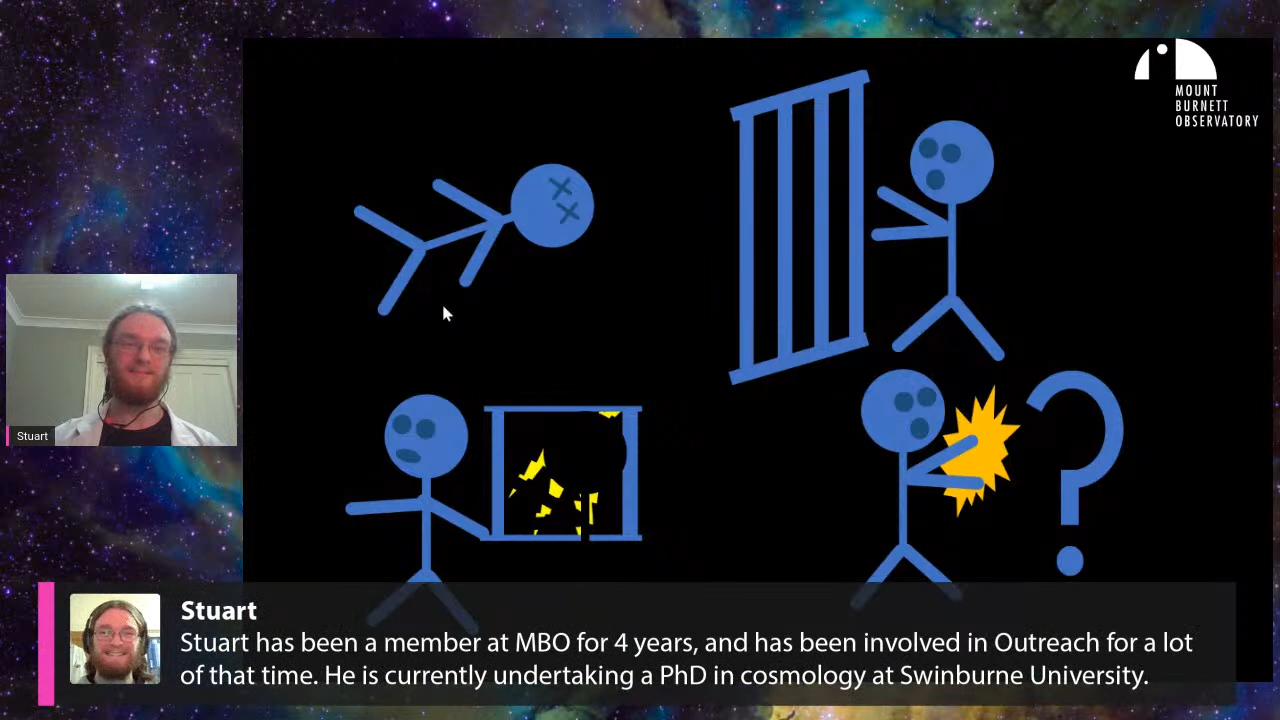 MOUNT
BURNETT
OBSERVATORY
?
Stuart
Stuart
Stuart has been a member at MBO for 4 years, and has been involved in Outreach for a lot
of that time. He is currently undertaking a PhD in cosmology at Swinburne University.